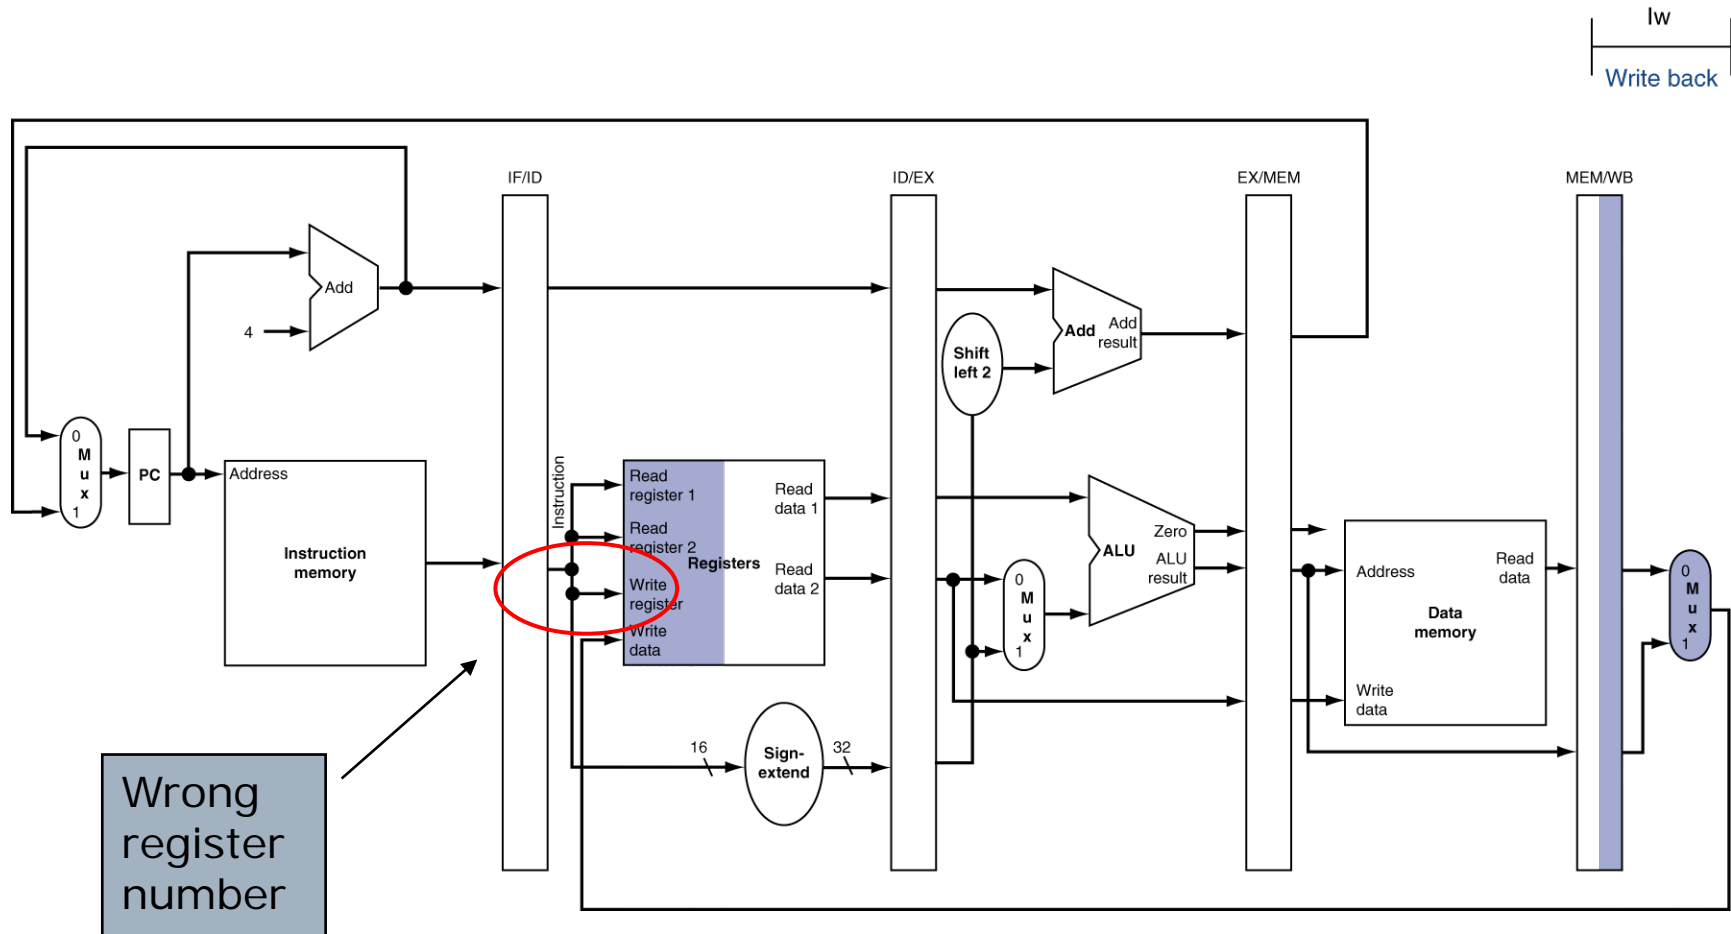 lw
Write back
IF/ID
ID/EX
EX/MEM
MEM/WB
Add
4
Shift
left 2
Add
Add
result
0
M
u
x
1
PC
Address
Instruction
memory
Instruction
Read
register 1
Read
register 2
Registers
Write
register
Write
data
Read
data 1
Read
data 2
0
M
u
x
1
Zero
ALU
ALU
result
Address
Read
data
Data
memory
Write
data
0
M
u
x
1
16
Sign-
extend
32
Wrong
register
number